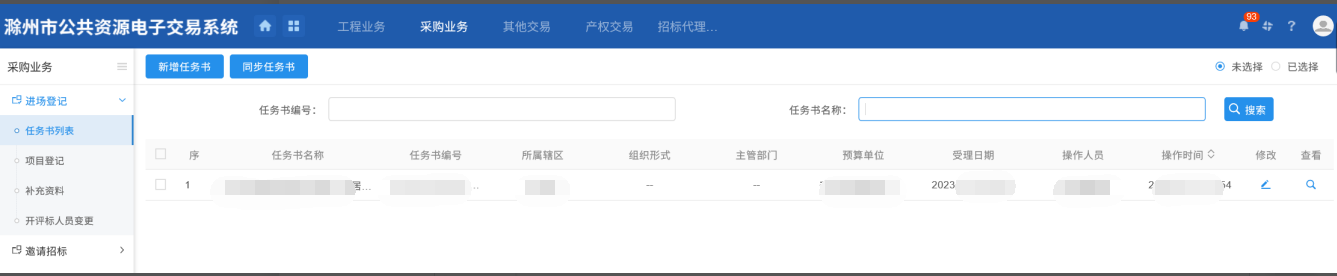 滁州市公共资源电子交易系统 工程业务 采购业务 其他交易 产权交易 招标代理... 93 ?
采购业务 新增任务书 同步任务书 未选择 已选择
进场登记 任务书编号： 任务书名称： 搜索
任务书列表
项目登记 序 任务书名称 任务书编号 所属辖区 组织形式 主管部门 预算单位 受理日期 操作人员 操作时间 修改 查看
补充资料 1 居... .. -- -- 2023 2 54
开评标人员变更
邀请招标